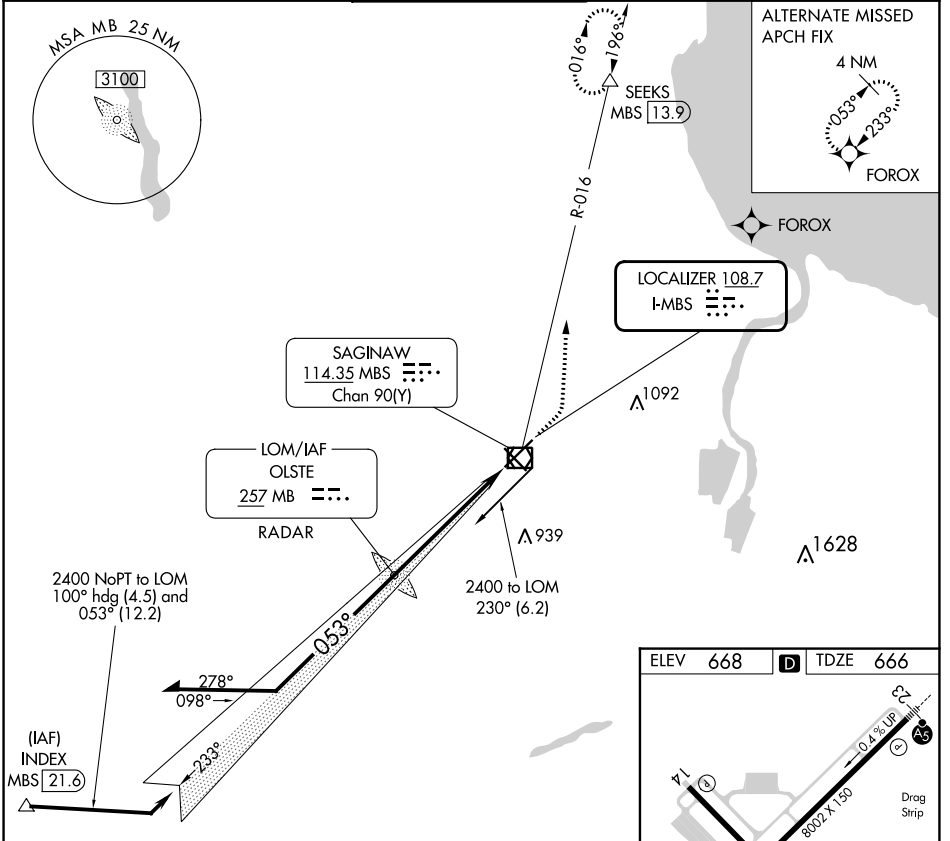 MSA MB 25 NM
3100
016°
196°
SEEKS
MBS 13.9
R-016
ALTERNATE MISSED
APCH FIX
4 NM
053°
233°
FOROX
FOROX
LOCALIZER 108.7
I-MBS
SAGINAW
114.35 MBS
Chan 90(Y)
1092
LOM/IAF
OLSTE
257 MB
RADAR
939
1628
2400 to LOM
230° (6.2)
2400 NoPT to LOM
100° hdg (4.5) and
053° (12.2)
053°
278°
098°
233°
(IAF)
INDEX
MBS 21.6
ELEV 668 D TDZE 666
23
A5
P
0.4 % UP
8002 X 150
14
P
Drag
Strip